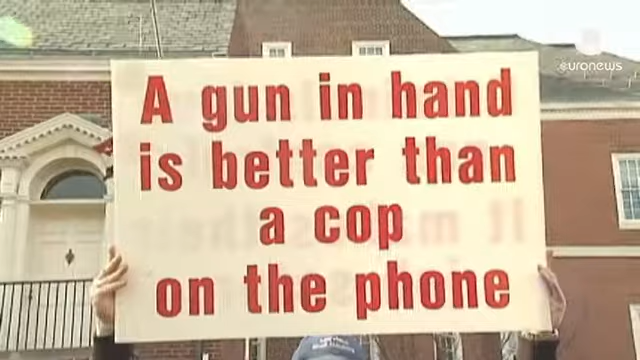 euronews
A gun in hand
is better than
a cop
on the phone